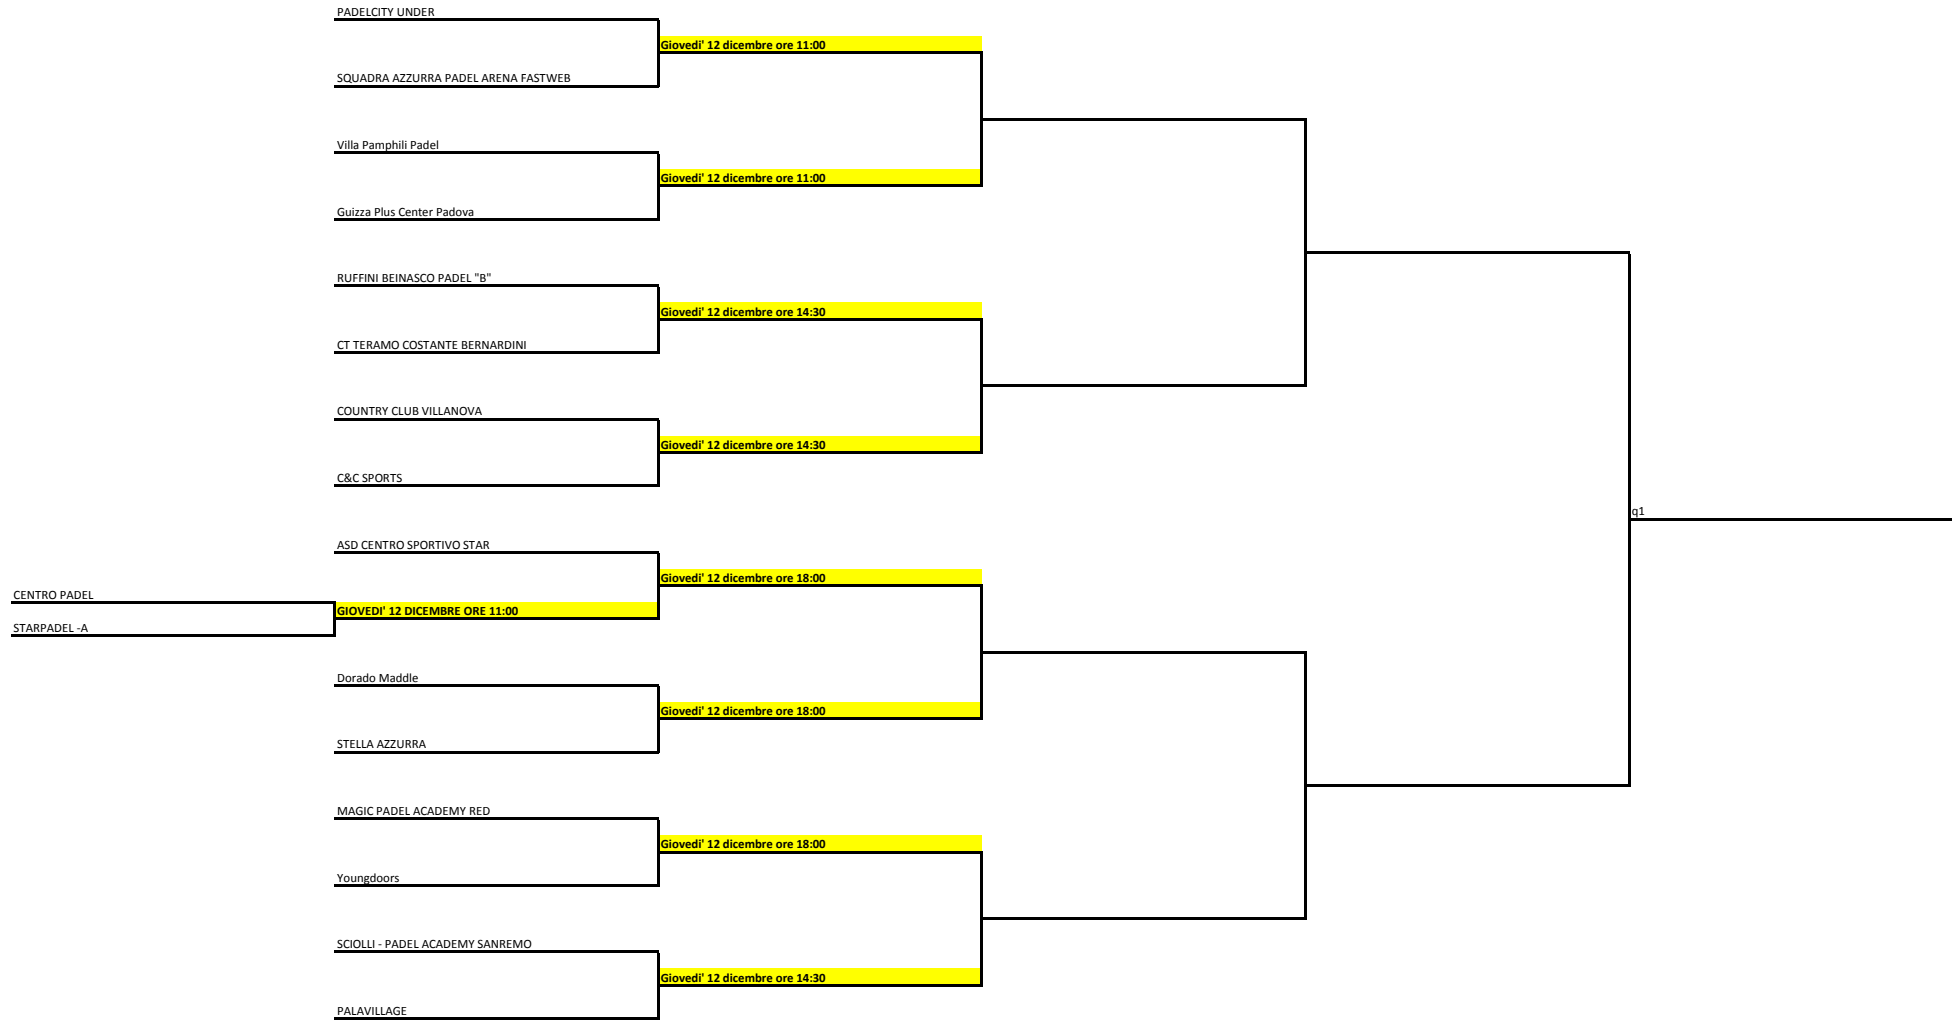 PADELCITY UNDER
Giovedi' 12 dicembre ore 11:00
SQUADRA AZZURRA PADEL ARENA FASTWEB
Villa Pamphili Padel
Giovedi' 12 dicembre ore 11:00
Guizza Plus Center Padova
RUFFINI BEINASCO PADEL "B"
Giovedi' 12 dicembre ore 14:30
CT TERAMO COSTANTE BERNARDINI
COUNTRY CLUB VILLANOVA
Giovedi' 12 dicembre ore 14:30
C&C SPORTS
q1
ASD CENTRO SPORTIVO STAR
Giovedi' 12 dicembre ore 18:00
CENTRO PADEL
GIOVEDI' 12 DICEMBRE ORE 11:00
STARPADEL -A
Dorado Maddle
Giovedi' 12 dicembre ore 18:00
STELLA AZZURRA
MAGIC PADEL ACADEMY RED
Giovedi' 12 dicembre ore 18:00
Youngdoors
SCIOLLI - PADEL ACADEMY SANREMO
Giovedi' 12 dicembre ore 14:30
PALAVILLAGE